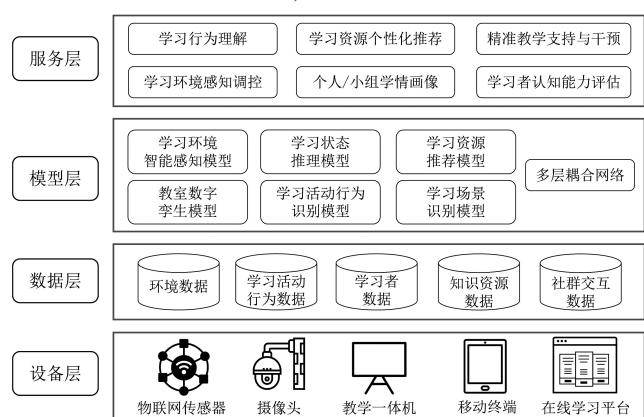 服务层
学习行为理解
学习资源个性化推荐
精准教学支持与干预
学习环境感知调控
个人/小组学情画像
学习者认知能力评估
模型层
学习环境
智能感知模型
学习状态
推理模型
学习资源
推荐模型
教室数字
孪生模型
学习活动行为
识别模型
学习场景
识别模型
多层耦合网络
数据层
环境数据
学习活动
行为数据
学习者
数据
知识资源
数据
社群交互
数据
设备层
物联网传感器
摄像头
教学一体机
移动终端
在线学习平台